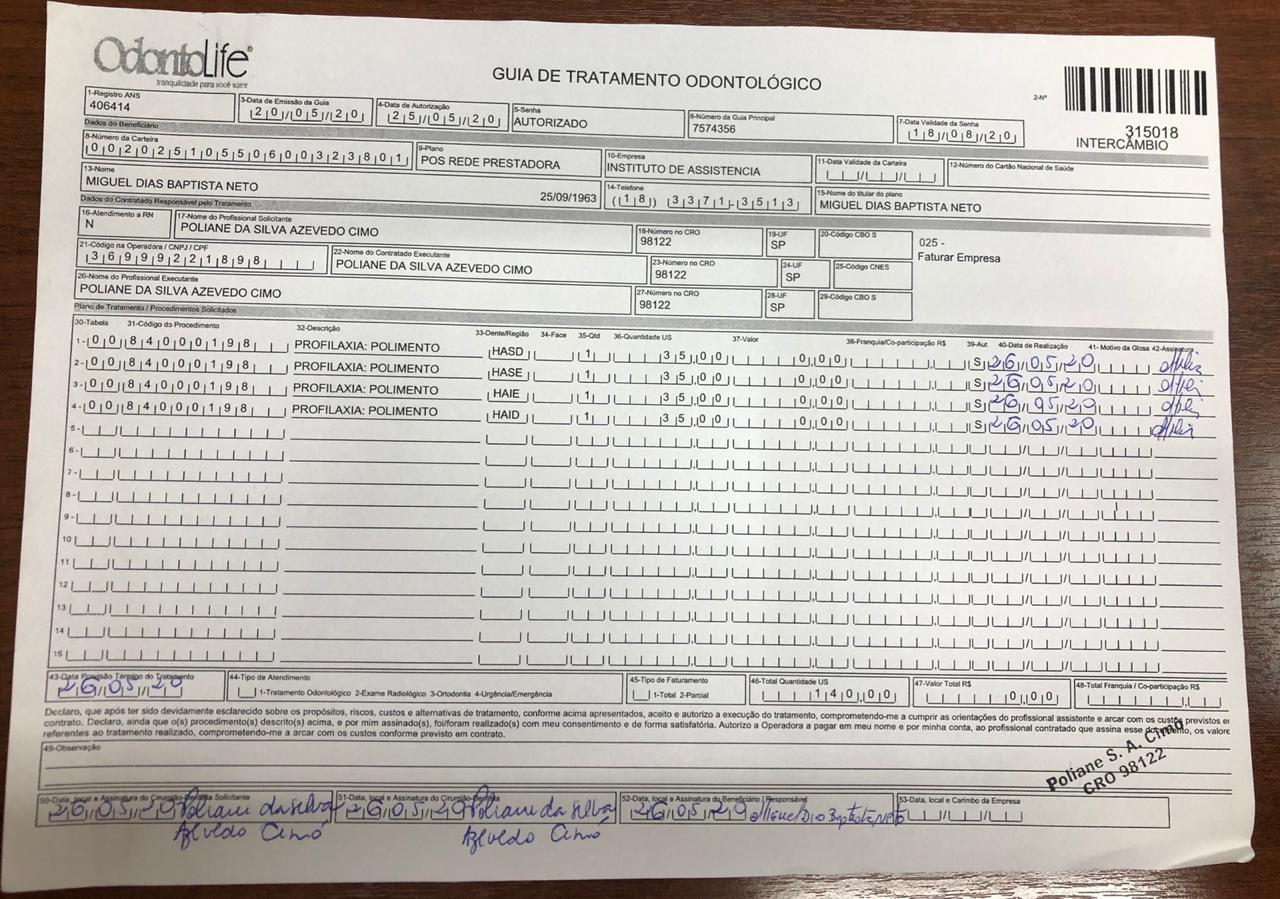 OdontoLife®
tranquilidade para você sorrir
GUIA DE TRATAMENTO ODONTOLÓGICO
2-Nº
315018
INTERCÂMBIO
1-Registro ANS
406414
3-Data de Emissão da Guia
20/05/20
4-Data de Autorização
25/05/20
5-Senha
AUTORIZADO
6-Número da Guia Principal
7574356
7-Data Validade da Senha
18/08/20
Dados do Beneficiário
8-Número da Carteira
00202510550600323801
9-Plano
POS REDE PRESTADORA
10-Empresa
INSTITUTO DE ASSISTENCIA
11-Data Validade da Carteira
12-Número do Cartão Nacional de Saúde
13-Nome
MIGUEL DIAS BAPTISTA NETO 25/09/1963
14-Telefone
(18) 3371-3513
15-Nome do titular do plano
MIGUEL DIAS BAPTISTA NETO
Dados do Contratado Responsável pelo Tratamento
16-Atendimento a RN
N
17-Nome do Profissional Solicitante
POLIANE DA SILVA AZEVEDO CIMO
18-Número no CRO
98122
19-UF
SP
20-Código CBO S
025 -
Faturar Empresa
21-Código na Operadora / CNPJ / CPF
36999221898
22-Nome do Contratado Executante
POLIANE DA SILVA AZEVEDO CIMO
23-Número no CRO
98122
24-UF
SP
25-Código CNES
26-Nome do Profissional Executante
POLIANE DA SILVA AZEVEDO CIMO
27-Número no CRO
98122
28-UF
SP
29-Código CBO S
Plano de Tratamento / Procedimentos Solicitados
30-Tabela 31-Código da Procedimento 32-Descrição 33-Dente/Região 34-Face 35-Qtd 36-Quantidade US 37-Valor 38-Franquia/Co-participação R$ 39-Aut 40-Data de Realização 41- Motivo da Glosa 42-Assinatura
1- 00 84000198 PROFILAXIA: POLIMENTO HASD 1 35,00 0,00 S 26/05/20
2- 00 84000198 PROFILAXIA: POLIMENTO HASE 1 35,00 0,00 S 26/05/20
3- 00 84000198 PROFILAXIA: POLIMENTO HAIE 1 35,00 0,00 S 26/05/20
4- 00 84000198 PROFILAXIA: POLIMENTO HAID 1 35,00 0,00 S 26/05/20
5-
6-
7-
8-
9-
10
11
12
13
14
15
43-Data Previsão Término do Tratamento
26/05/20
44-Tipo de Atendimento
1-Tratamento Odontológico 2-Exame Radiológico 3-Ortodontia 4-Urgência/Emergência
45-Tipo de Faturamento
1-Total 2-Parcial
46-Total Quantidade US
140,00
47-Valor Total R$
0,00
48-Total Franquia / Co-participação R$
Declaro, que após ter sido devidamente esclarecido sobre os propósitos, riscos, custos e alternativas de tratamento, conforme acima apresentados, aceito e autorizo a execução do tratamento, comprometendo-me a cumprir as orientações do profissional assistente e arcar com os custos previstos em
contrato. Declaro, ainda que o(s) procedimento(s) descrito(s) acima, e por mim assinado(s), foi/foram realizado(s) com meu consentimento e de forma satisfatória. Autorizo a Operadora a pagar em meu nome e por minha conta, ao profissional contratado que assina esse documento, os valore
referentes ao tratamento realizado, comprometendo-me a arcar com os custos conforme previsto em contrato.
49-Observação
Poliane S. A. Cimó
CRO 98122
50-Data, local e Assinatura do Cirurgião-Dentista Solicitante
26/05/20 Poliane da Silva
Azevedo Cimó
51-Data, local e Assinatura do Cirurgião-Dentista
26/05/20 Poliane da Silva
Azevedo Cimó
52-Data, local e Assinatura do Beneficiário / Responsável
26/05/20 Miguel Dias Baptista Neto
53-Data, local e Carimbo da Empresa